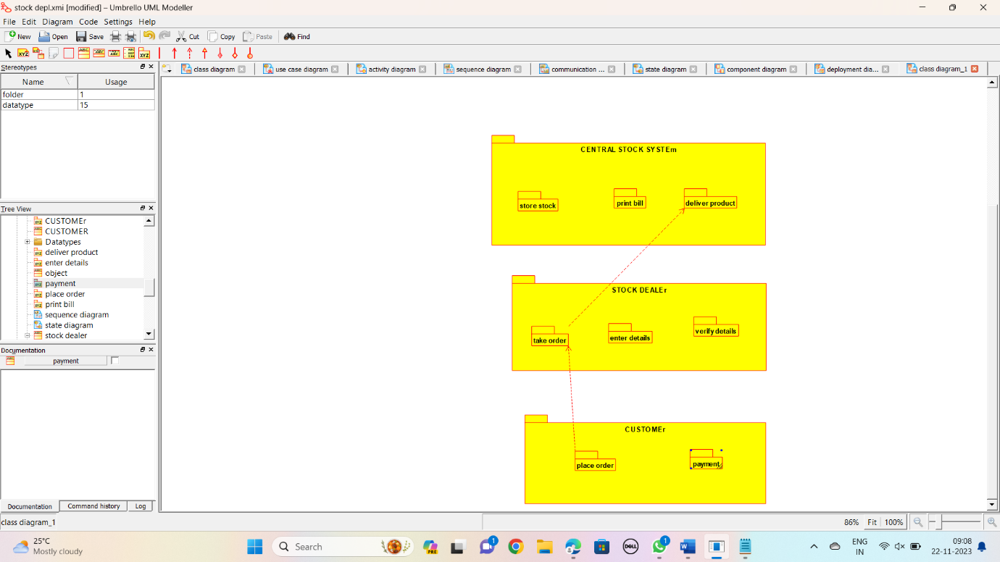 stock depl.xmi [modified] – Umbrello UML Modeller
File Edit Diagram Code Settings Help
New Open Save Cut Copy Paste Find
Stereotypes
Name Usage
folder 1
datatype 15
class diagram use case diagram activity diagram sequence diagram communication ... state diagram component diagram deployment dia... class diagram_1
Tree View
CUSTOMEr
CUSTOMER
Datatypes
deliver product
enter details
object
payment
place order
print bill
sequence diagram
state diagram
stock dealer
Documentation
payment
Documentation Command history Log
CENTRAL STOCK SYSTEm
store stock print bill deliver product
STOCK DEALEr
take order enter details verify details
CUSTOMEr
place order payment
class diagram_1 86% Fit 100%
25°C
Mostly cloudy
Search
PRE
1
DELL
1
ENG
IN
09:08
22-11-2023